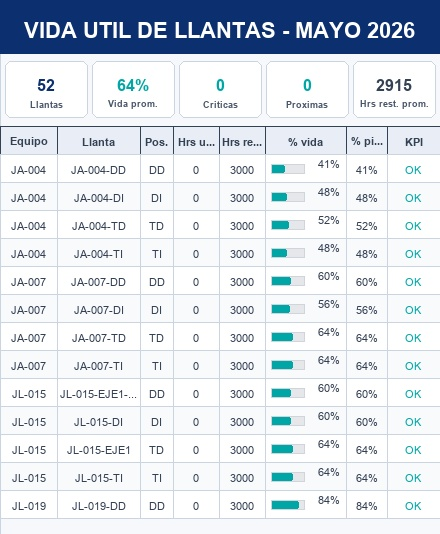 VIDA UTIL DE LLANTAS - MAYO 2026
52 64% 0 0 2915
Llantas Vida prom. Criticas Proximas Hrs rest. prom.
Equipo Llanta Pos. Hrs u... Hrs re... % vida % pi... KPI
JA-004 JA-004-DD DD 0 3000 41% 41% OK
JA-004 JA-004-DI DI 0 3000 48% 48% OK
JA-004 JA-004-TD TD 0 3000 52% 52% OK
JA-004 JA-004-TI TI 0 3000 48% 48% OK
JA-007 JA-007-DD DD 0 3000 60% 60% OK
JA-007 JA-007-DI DI 0 3000 56% 56% OK
JA-007 JA-007-TD TD 0 3000 64% 64% OK
JA-007 JA-007-TI TI 0 3000 64% 64% OK
JL-015 JL-015-EJE1-... DD 0 3000 60% 60% OK
JL-015 JL-015-DI DI 0 3000 60% 60% OK
JL-015 JL-015-EJE1 TD 0 3000 64% 64% OK
JL-015 JL-015-TI TI 0 3000 64% 64% OK
JL-019 JL-019-DD DD 0 3000 84% 84% OK